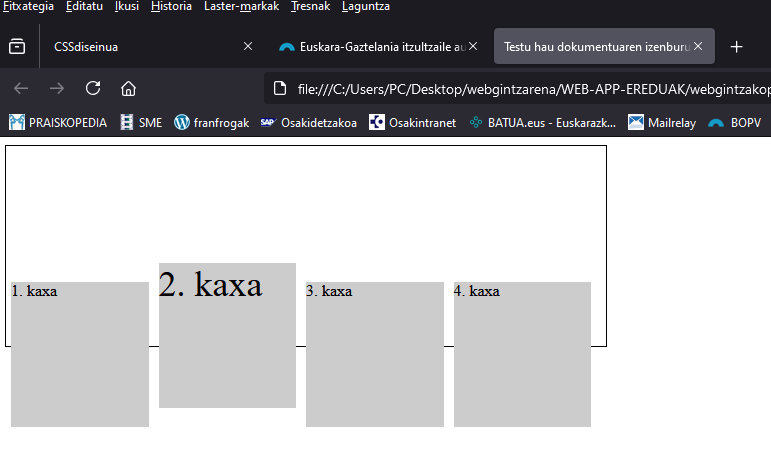 Fitxategia Editatu Ikusi Historia Laster-markak Tresnak Laguntza
CSSdiseinua Euskara-Gaztelania itzultzaile au Testu hau dokumentuaren izenburu
file:///C:/Users/PC/Desktop/webgintzarena/WEB-APP-EREDUAK/webgintzakop
PRAISKOPEDIA SME franfrogak SAP Osakidetzakoa Osakintranet BATUA.eus - Euskarazk... Mailrelay BOPV
1. kaxa 2. kaxa 3. kaxa 4. kaxa